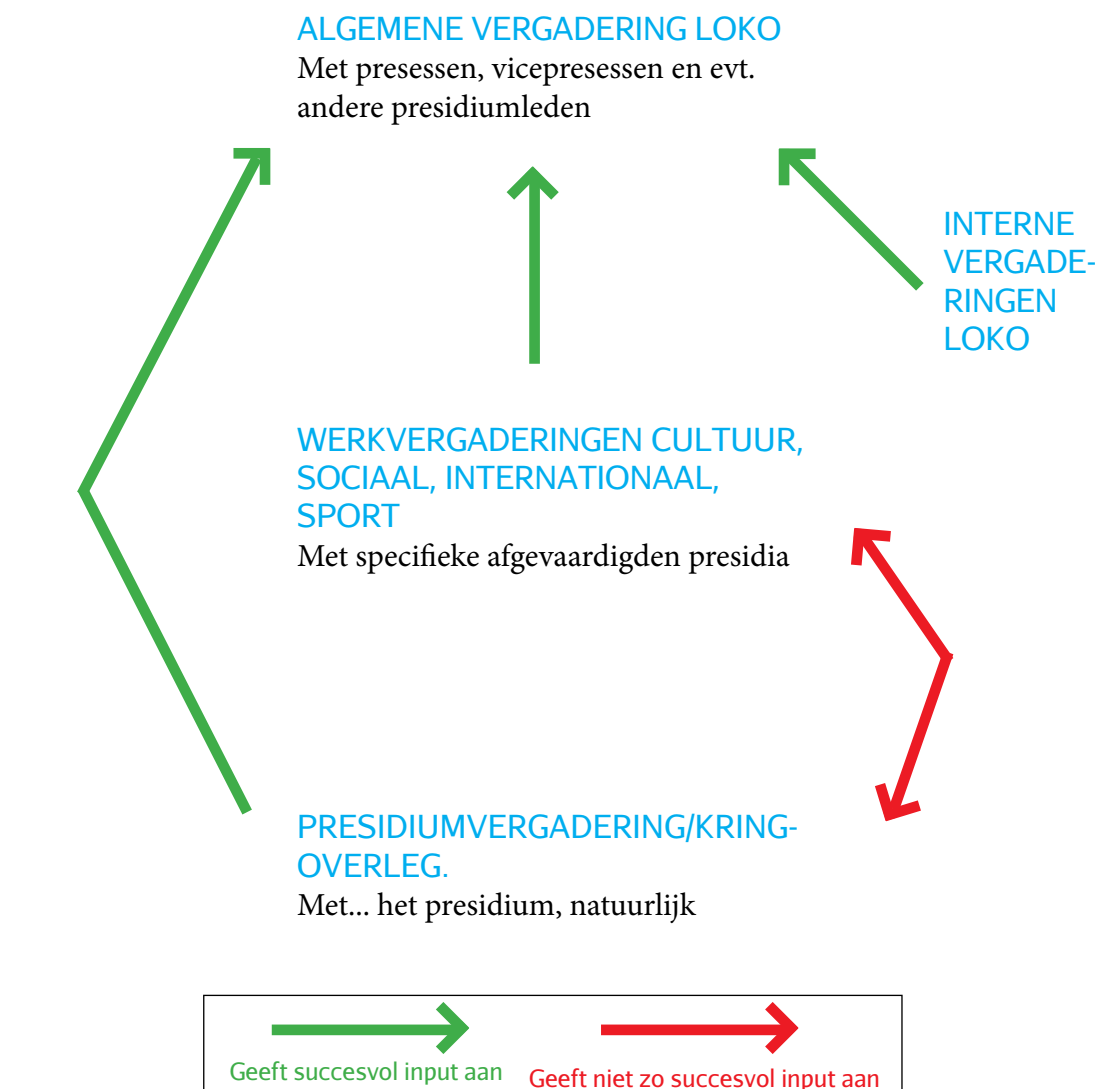 ALGEMENE VERGADERING LOKO
Met presessen, vicepresessen en evt.
andere presidiumleden
INTERNE
VERGADE-
RINGEN
LOKO
WERKVERGADERINGEN CULTUUR,
SOCIAAL, INTERNATIONAAL,
SPORT
Met specifieke afgevaardigden presidia
PRESIDIUMVERGADERING/KRING-
OVERLEG.
Met... het presidium, natuurlijk
Geeft succesvol input aan
Geeft niet zo succesvol input aan